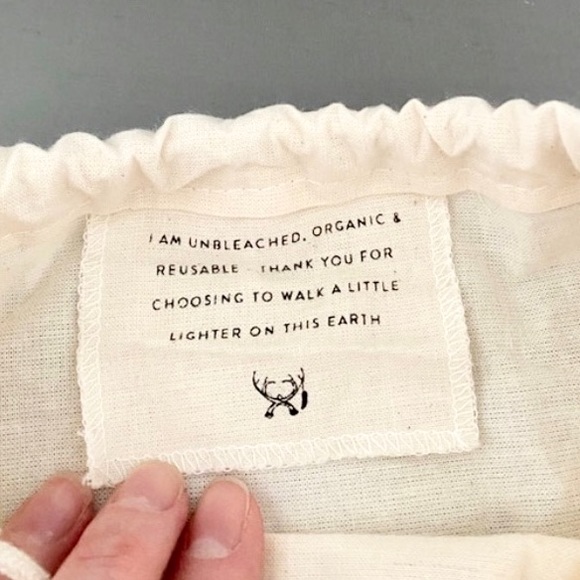 I AM UNBLEACHED, ORGANIC &
REUSABLE - THANK YOU FOR
CHOOSING TO WALK A LITTLE
LIGHTER ON THIS EARTH